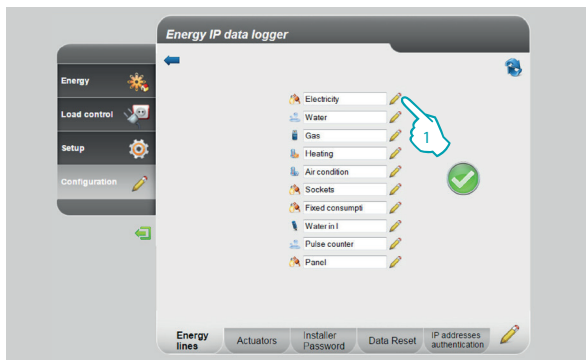 Energy IP data logger
Energy
Load control
Setup
Configuration
Electricity
Water
Gas
Heating
Air condition
Sockets
Fixed consumpti
Water in l
Pulse counter
Panel
1
Energy lines
Actuators
Installer Password
Data Reset
IP addresses authentication